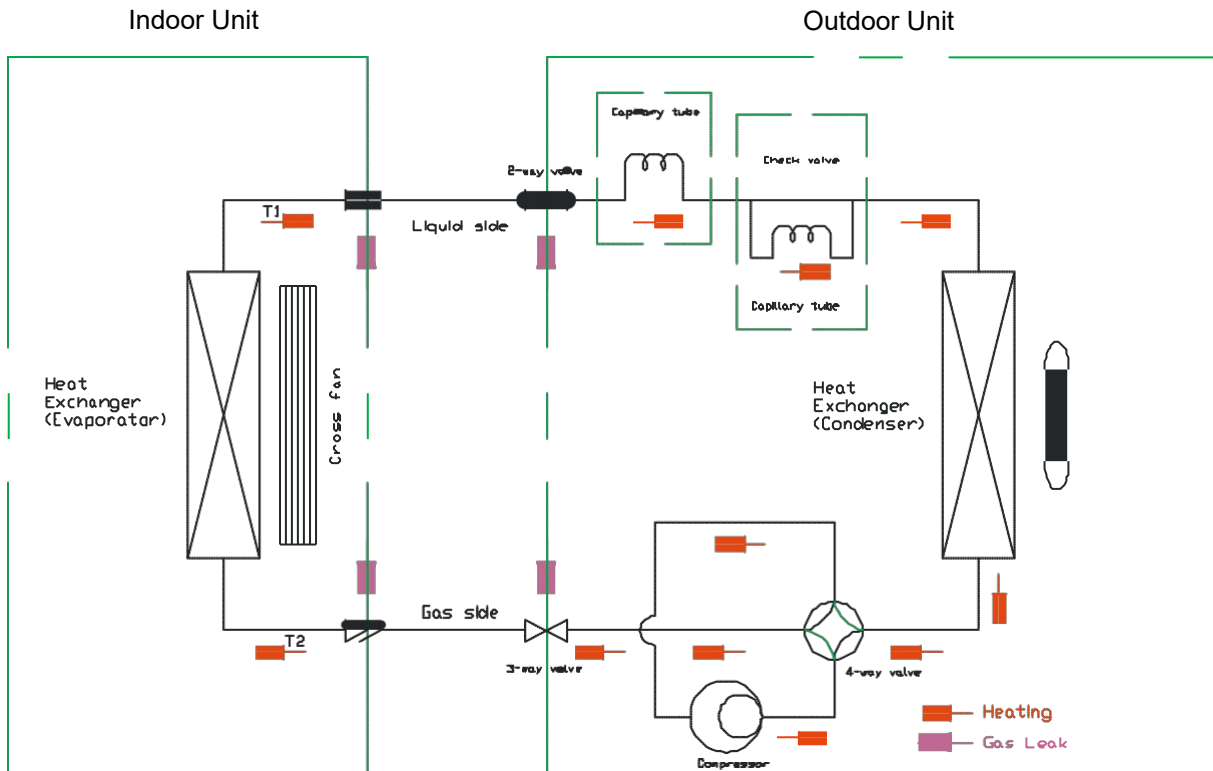 Indoor Unit
Outdoor Unit
Capillary tube
Check valve
2-way valve
T1
Liquid side
Capillary tube
Heat
Exchanger
(Evaporator)
Cross fan
Heat
Exchanger
(Condenser)
Gas side
T2
3-way valve
4-way valve
Heating
Gas Leak
Compressor